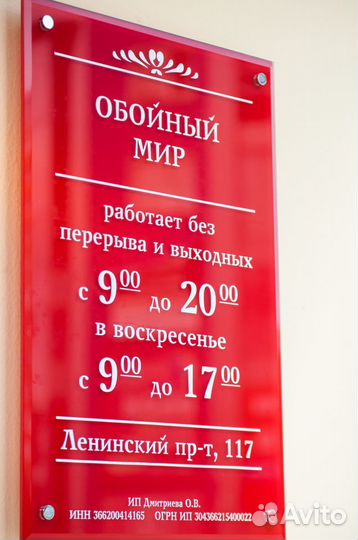 ОБОЙНЫЙ
МИР
работает без
перерыва и выходных
с 9⁰⁰ до 20⁰⁰
в воскресенье
с 9⁰⁰ до 17⁰⁰
Ленинский пр-т, 117
ИП Дмитриева О.В.
ИНН 366200414165 ОГРН ИП 304366215400022
Avito